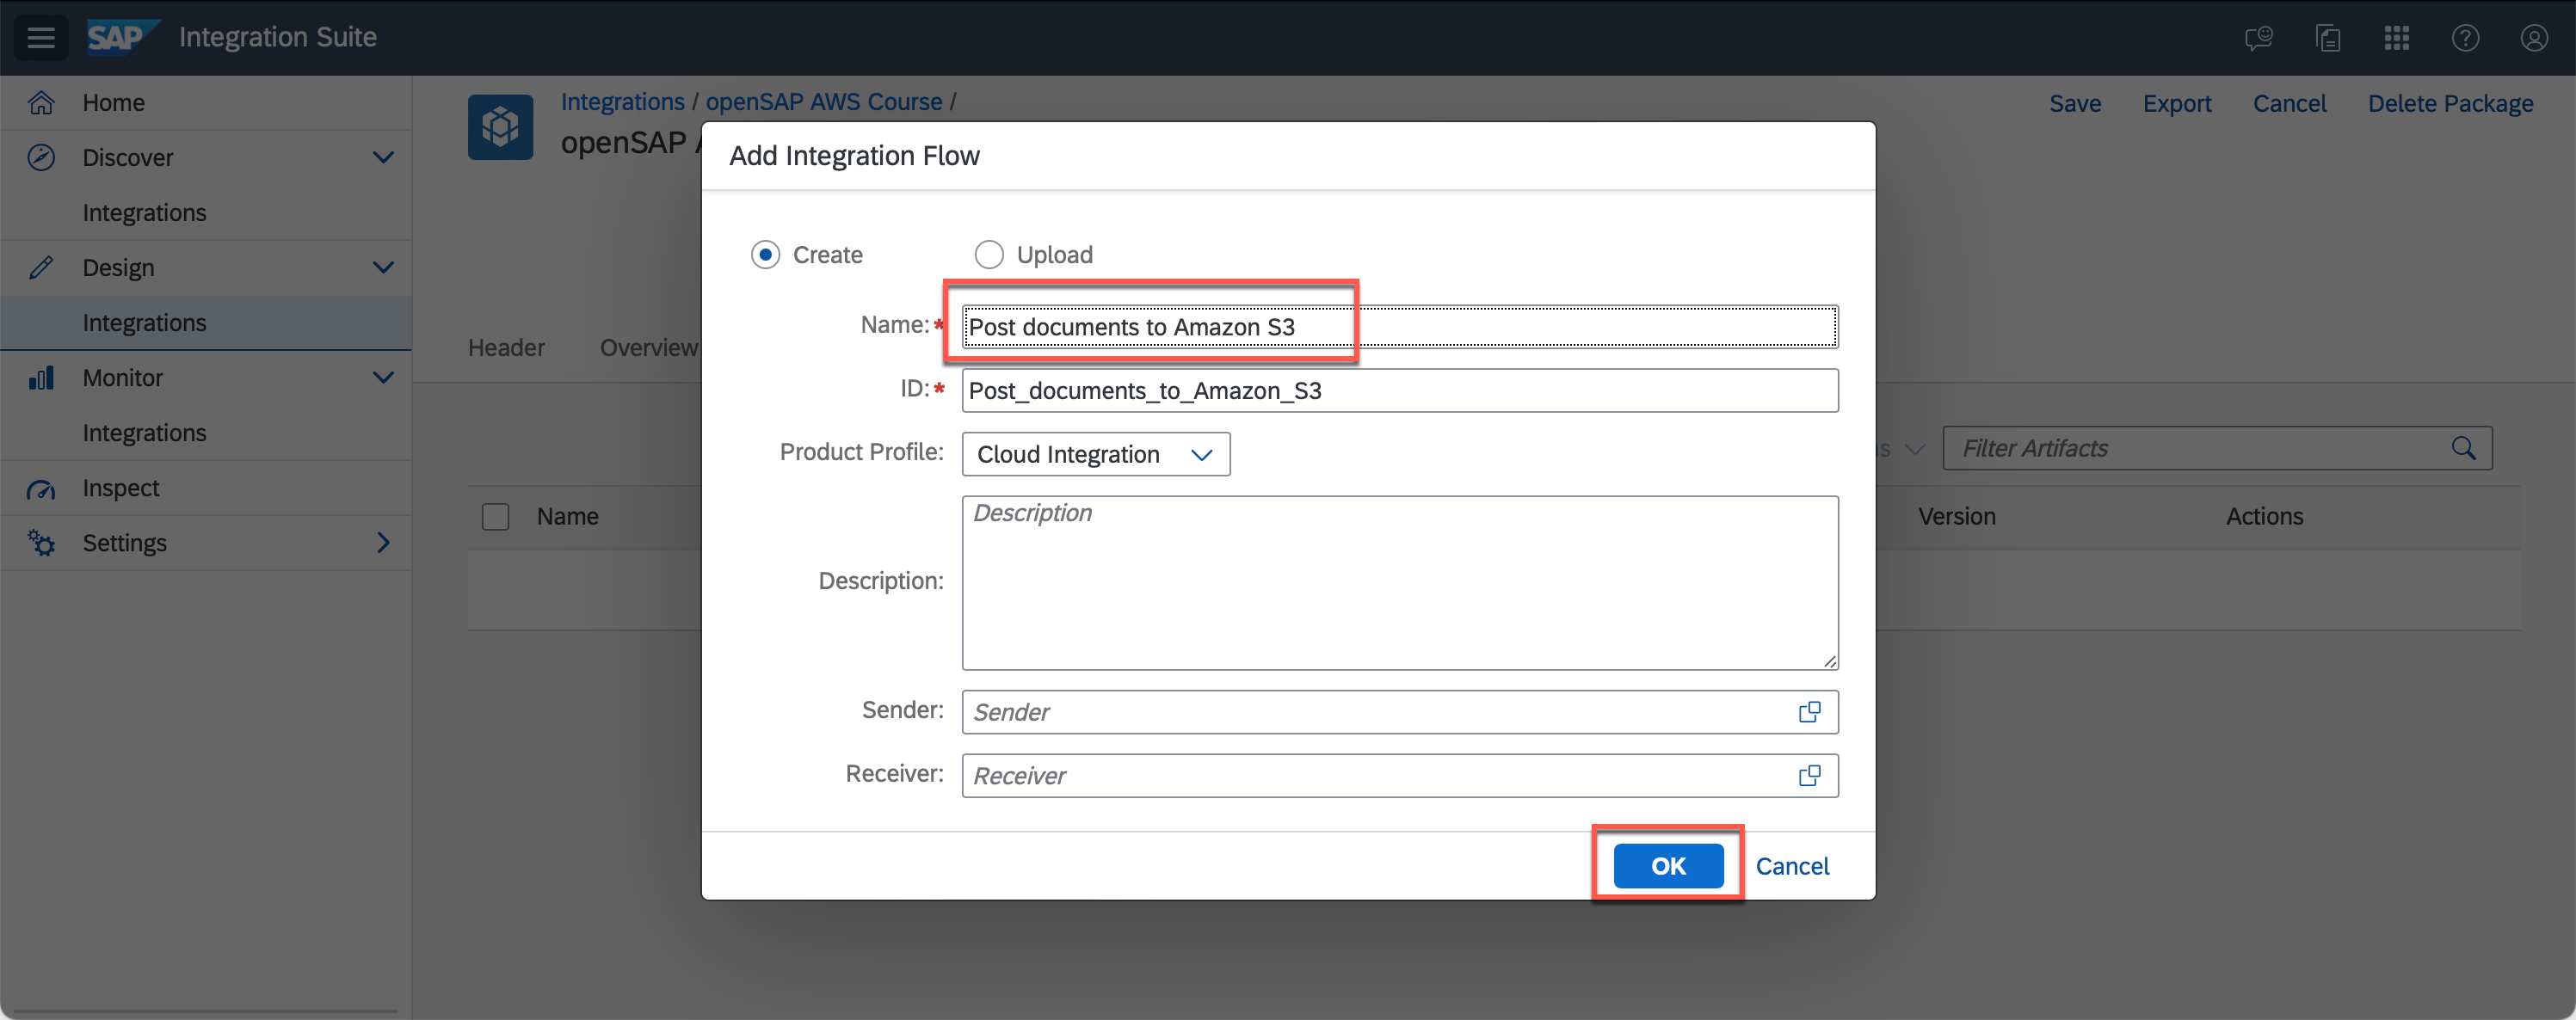 SAP Integration Suite
Home
Discover
Integrations
Design
Integrations
Monitor
Integrations
Inspect
Settings
Integrations / openSAP AWS Course /
openSAP
Save Export Cancel Delete Package
Header Overview
Filter Artifacts
Name Version Actions
Add Integration Flow
Create Upload
Name:* Post documents to Amazon S3
ID:* Post_documents_to_Amazon_S3
Product Profile: Cloud Integration
Description: Description
Sender: Sender
Receiver: Receiver
OK Cancel